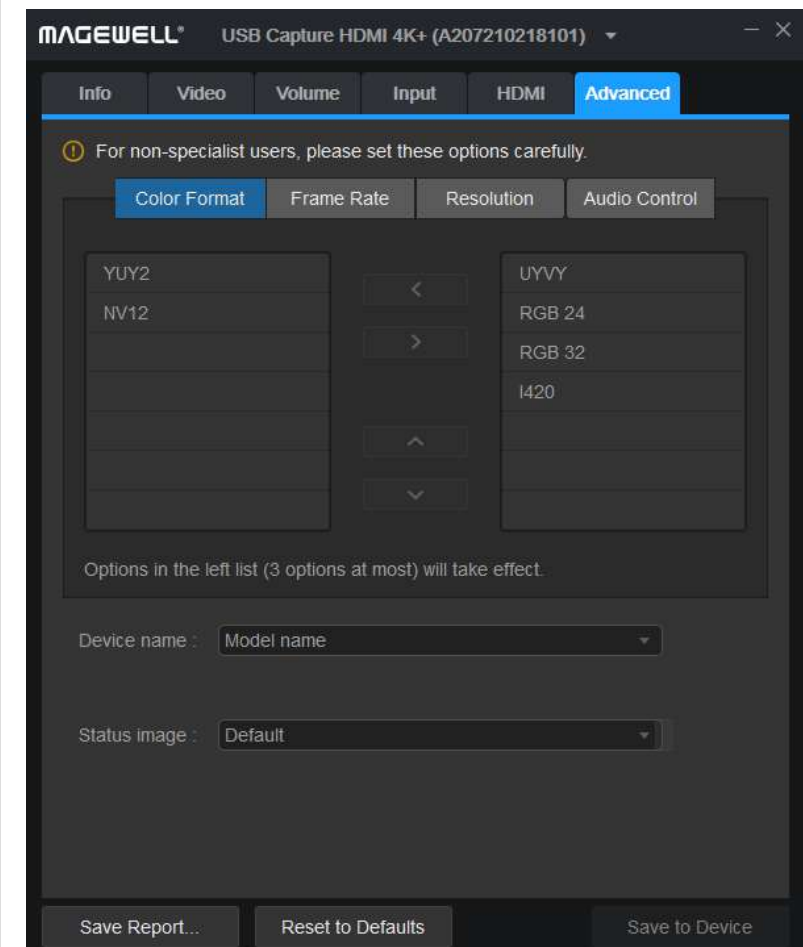 MAGEWELL® USB Capture HDMI 4K+ (A207210218101)
Info Video Volume Input HDMI Advanced
For non-specialist users, please set these options carefully.
Color Format Frame Rate Resolution Audio Control
YUY2 UYVY
NV12 RGB 24
RGB 32
I420
Options in the left list (3 options at most) will take effect.
Device name : Model name
Status image : Default
Save Report... Reset to Defaults Save to Device